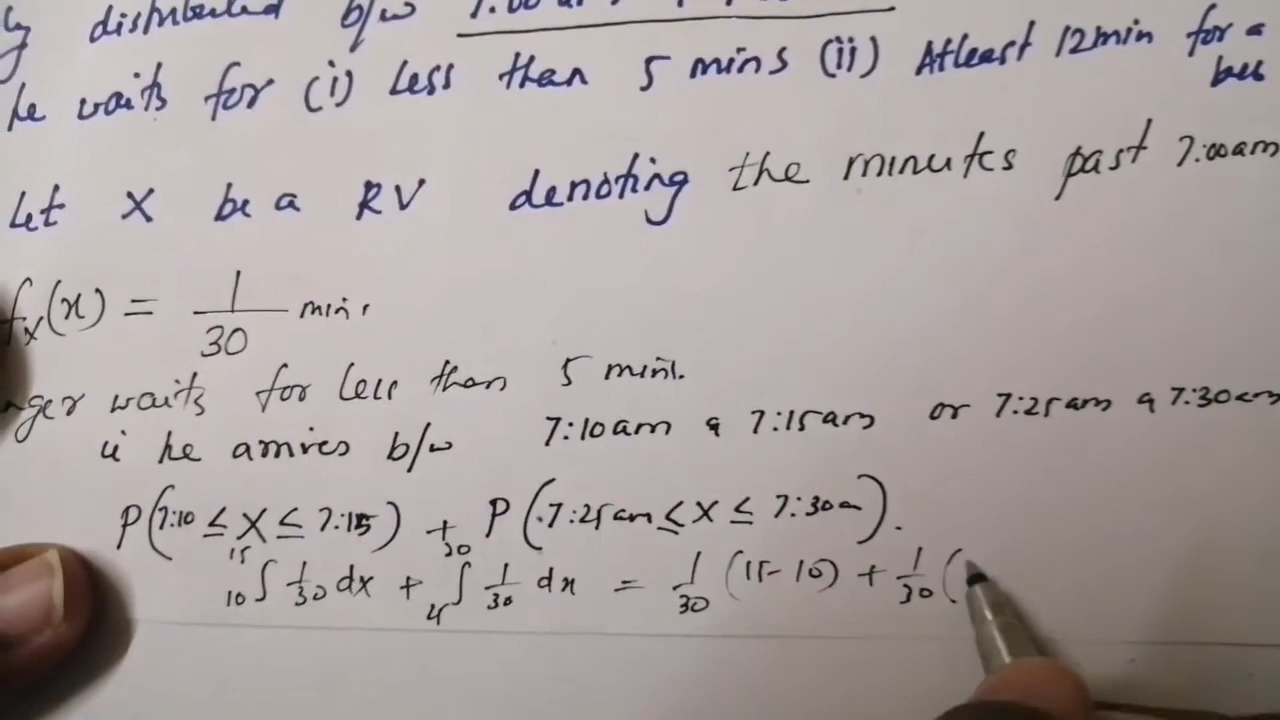 distributed b/w 7:00
he waits for (i) Less than 5 mins (ii) Atleast 12min for a
bus
Let X be a RV denoting the minutes past 7:00am
fx(x) = 1/30 min.
waits for less than 5 min.
he arrives b/w 7:10am & 7:15am or 7:25am & 7:30am
P(7:10 ≤ X ≤ 7:15) + P(7:25am ≤ X ≤ 7:30am).
10∫15 1/30 dx + ∫30 1/30 dx = 1/30 (15-10) + 1/30 (